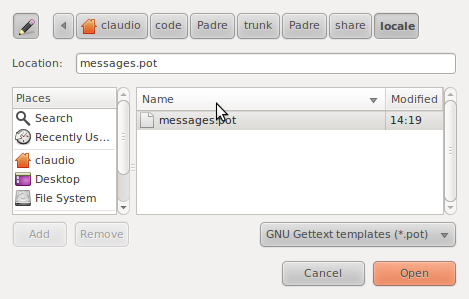 claudio code Padre trunk Padre share locale
Location: messages.pot
Places
Search
Recently Us...
claudio
Desktop
File System
Name Modified
messages.pot 14:19
Add Remove GNU Gettext templates (*.pot)
Cancel Open